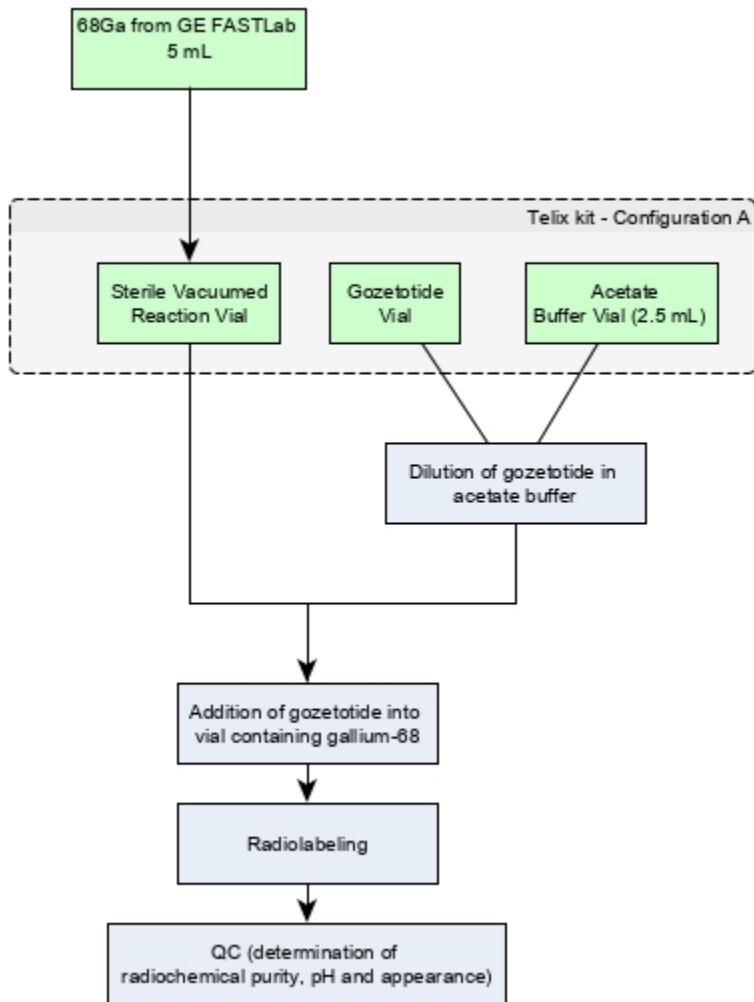 68Ga from GE FASTLab
5 mL
Telix kit - Configuration A
Sterile Vacuumed
Reaction Vial
Gozetotide
Vial
Acetate
Buffer Vial (2.5 mL)
Dilution of gozetotide in
acetate buffer
Addition of gozetotide into
vial containing gallium-68
Radiolabeling
QC (determination of
radiochemical purity, pH and appearance)